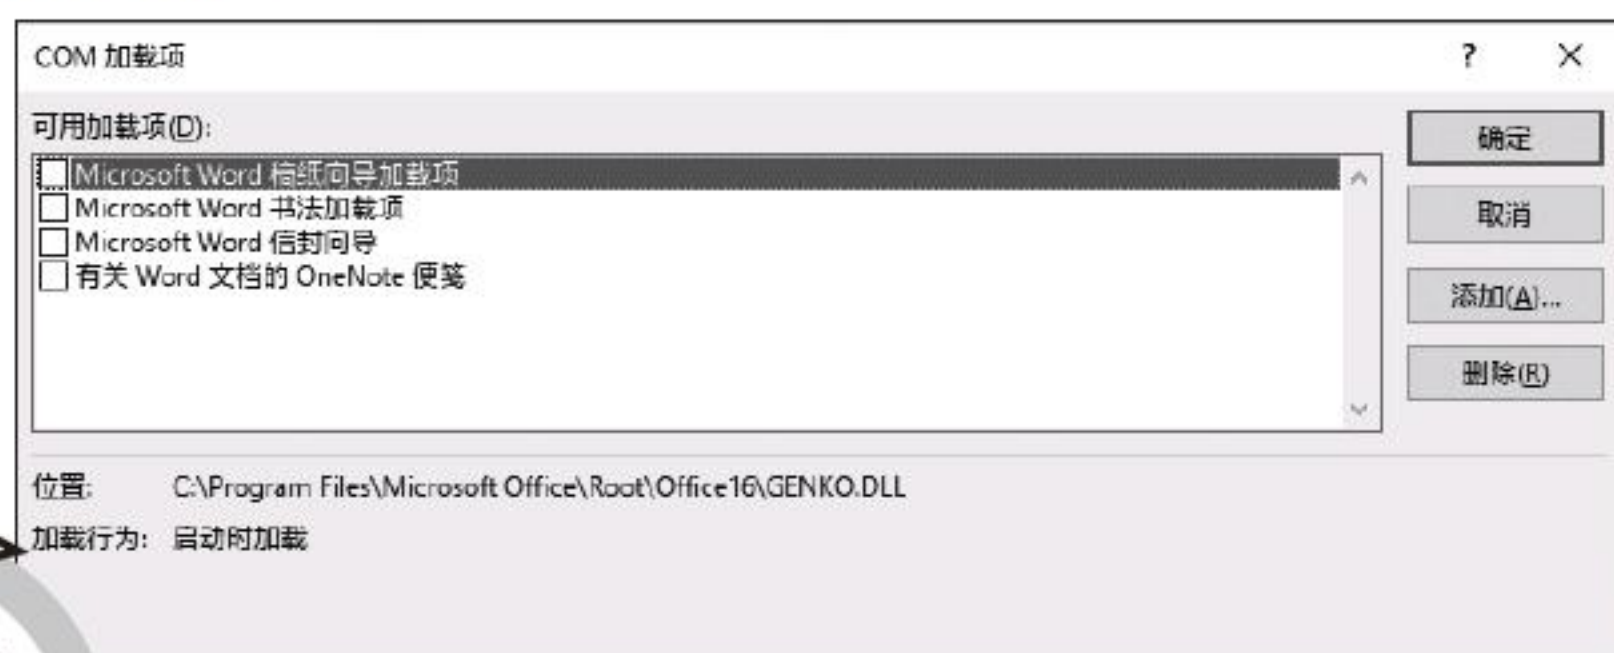 COM 加载项
?
×
可用加载项(D):
Microsoft Word 稿纸向导加载项
Microsoft Word 书法加载项
Microsoft Word 信封向导
有关 Word 文档的 OneNote 便笺
确定
取消
添加(A)...
删除(R)
位置: C:\Program Files\Microsoft Office\Root\Office16\GENKO.DLL
加载行为: 启动时加载